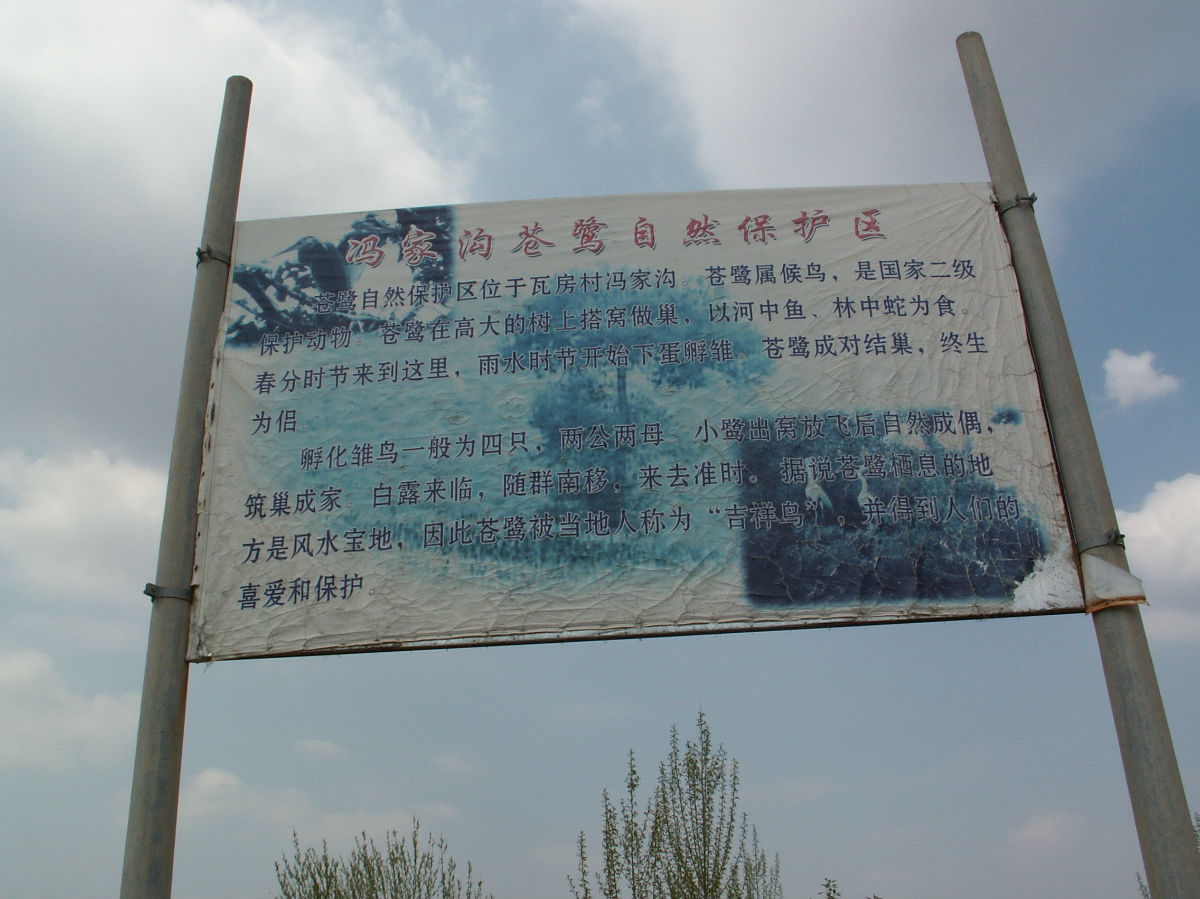 冯家沟苍鹭自然保护区
苍鹭自然保护区位于瓦房村冯家沟。苍鹭属候鸟，是国家二级
保护动物。苍鹭在高大的树上搭窝做巢，以河中鱼、林中蛇为食。
春分时节来到这里，雨水时节开始下蛋孵雏。苍鹭成对结巢，终生
为侣。
孵化雏鸟一般为四只，两公两母。小鹭出窝放飞后自然成偶，
筑巢成家。白露来临，随群南移，来去准时。据说苍鹭栖息的地
方是风水宝地，因此苍鹭被当地人称为“吉祥鸟”，并得到人们的
喜爱和保护。